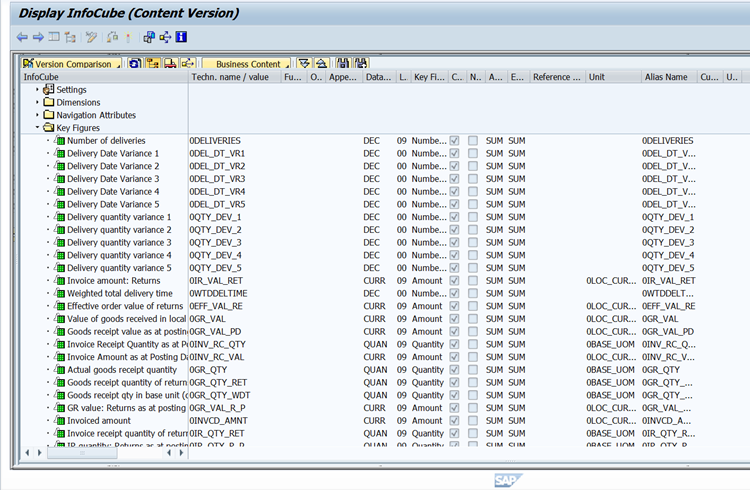 Display InfoCube (Content Version)
Version Comparison Business Content
InfoCube Techn. name / value Fu... O.. Appe... Data... L. Key Fi... C.. N.. A... E... Reference ... Unit Alias Name Cu... U..
Settings
Dimensions
Navigation Attributes
Key Figures
Number of deliveries 0DELIVERIES DEC 09 Numbe... SUM SUM 0DELIVERIES
Delivery Date Variance 1 0DEL_DT_VR1 DEC 00 Numbe... SUM SUM 0DEL_DT_V...
Delivery Date Variance 2 0DEL_DT_VR2 DEC 00 Numbe... SUM SUM 0DEL_DT_V...
Delivery Date Variance 3 0DEL_DT_VR3 DEC 00 Numbe... SUM SUM 0DEL_DT_V...
Delivery Date Variance 4 0DEL_DT_VR4 DEC 00 Numbe... SUM SUM 0DEL_DT_V...
Delivery Date Variance 5 0DEL_DT_VR5 DEC 00 Numbe... SUM SUM 0DEL_DT_V...
Delivery quantity variance 1 0QTY_DEV_1 DEC 00 Numbe... SUM SUM 0QTY_DEV_1
Delivery quantity variance 2 0QTY_DEV_2 DEC 00 Numbe... SUM SUM 0QTY_DEV_2
Delivery quantity variance 3 0QTY_DEV_3 DEC 00 Numbe... SUM SUM 0QTY_DEV_3
Delivery quantity variance 4 0QTY_DEV_4 DEC 00 Numbe... SUM SUM 0QTY_DEV_4
Delivery quantity variance 5 0QTY_DEV_5 DEC 00 Numbe... SUM SUM 0QTY_DEV_5
Invoice amount: Returns 0IR_VAL_RET CURR 09 Amount SUM SUM 0LOC_CUR... 0IR_VAL_RET
Weighted total delivery time 0WTDDELTIME DEC 00 Numbe... SUM SUM 0WTDDELT...
Effective order value of returns 0EFF_VAL_RE CURR 09 Amount SUM SUM 0LOC_CUR... 0EFF_VAL_RE
Value of goods received in local 0GR_VAL CURR 09 Amount SUM SUM 0LOC_CUR... 0GR_VAL
Goods receipt value as at postin 0GR_VAL_PD CURR 09 Amount SUM SUM 0LOC_CUR... 0GR_VAL_PD
Invoice Receipt Quantity as at P 0INV_RC_QTY QUAN 09 Quantity SUM SUM 0BASE_UOM 0INV_RC_Q...
Invoice Amount as at Posting Da 0INV_RC_VAL CURR 09 Amount SUM SUM 0LOC_CUR... 0INV_RC_V...
Actual goods receipt quantity 0GR_QTY QUAN 09 Quantity SUM SUM 0BASE_UOM 0GR_QTY
Goods receipt quantity of return 0GR_QTY_RET QUAN 09 Quantity SUM SUM 0BASE_UOM 0GR_QTY_...
Goods receipt qty in base unit (c 0GR_QTY_WDT QUAN 09 Quantity SUM SUM 0BASE_UOM 0GR_QTY_...
GR value: Returns as at posting 0GR_VAL_R_P CURR 09 Amount SUM SUM 0LOC_CUR... 0GR_VAL_...
Invoiced amount 0INVCD_AMNT CURR 09 Amount SUM SUM 0LOC_CUR... 0INVCD_A...
Invoice receipt quantity of retur 0IR_QTY_RET QUAN 09 Quantity SUM SUM 0BASE_UOM 0IR_QTY_R...
IR quantity: Returns as at postin 0IR_QTY_R_P QUAN 09 Quantity SUM SUM 0BASE_UOM 0IR_QTY_R...
SAP